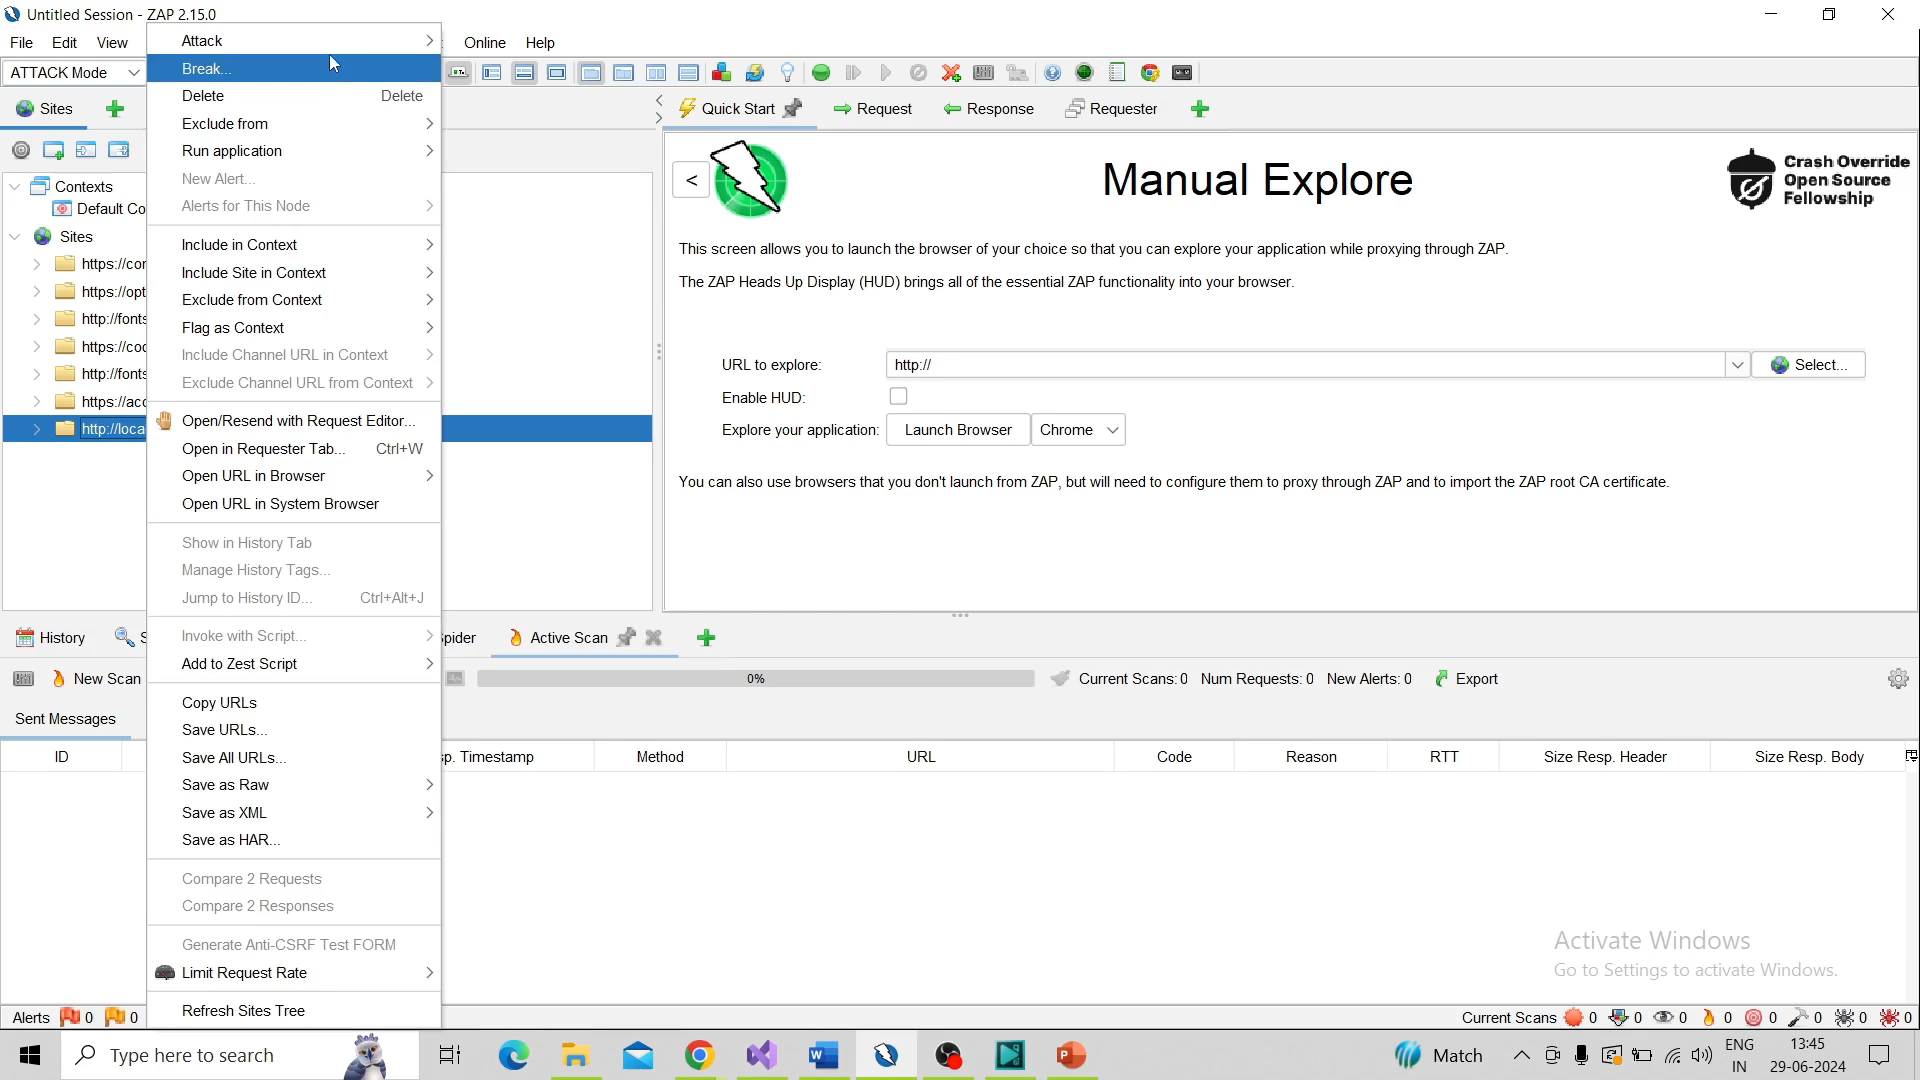 Untitled Session - ZAP 2.15.0
File Edit View Online Help
ATTACK Mode
Sites
Contexts
Default Co
Sites
https://cor
https://opt
http://fonts
https://coo
http://fonts
https://acc
http://loca
Attack
Break...
Delete Delete
Exclude from
Run application
New Alert...
Alerts for This Node
Include in Context
Include Site in Context
Exclude from Context
Flag as Context
Include Channel URL in Context
Exclude Channel URL from Context
Open/Resend with Request Editor...
Open in Requester Tab... Ctrl+W
Open URL in Browser
Open URL in System Browser
Show in History Tab
Manage History Tags...
Jump to History ID... Ctrl+Alt+J
Invoke with Script...
Add to Zest Script
Copy URLs
Save URLs...
Save All URLs...
Save as Raw
Save as XML
Save as HAR...
Compare 2 Requests
Compare 2 Responses
Generate Anti-CSRF Test FORM
Limit Request Rate
Refresh Sites Tree
Quick Start Request Response Requester
<
Manual Explore
Crash Override
Open Source
Fellowship
This screen allows you to launch the browser of your choice so that you can explore your application while proxying through ZAP.
The ZAP Heads Up Display (HUD) brings all of the essential ZAP functionality into your browser.
URL to explore: http:// Select...
Enable HUD:
Explore your application: Launch Browser Chrome
You can also use browsers that you don't launch from ZAP, but will need to configure them to proxy through ZAP and to import the ZAP root CA certificate.
History S pider Active Scan
New Scan 0% Current Scans: 0 Num Requests: 0 New Alerts: 0 Export
Sent Messages
ID sp. Timestamp Method URL Code Reason RTT Size Resp. Header Size Resp. Body
Activate Windows
Go to Settings to activate Windows.
Alerts 0 0 Current Scans 0 0 0 0 0 0 0 0
Type here to search Match ENG 13:45
IN 29-06-2024